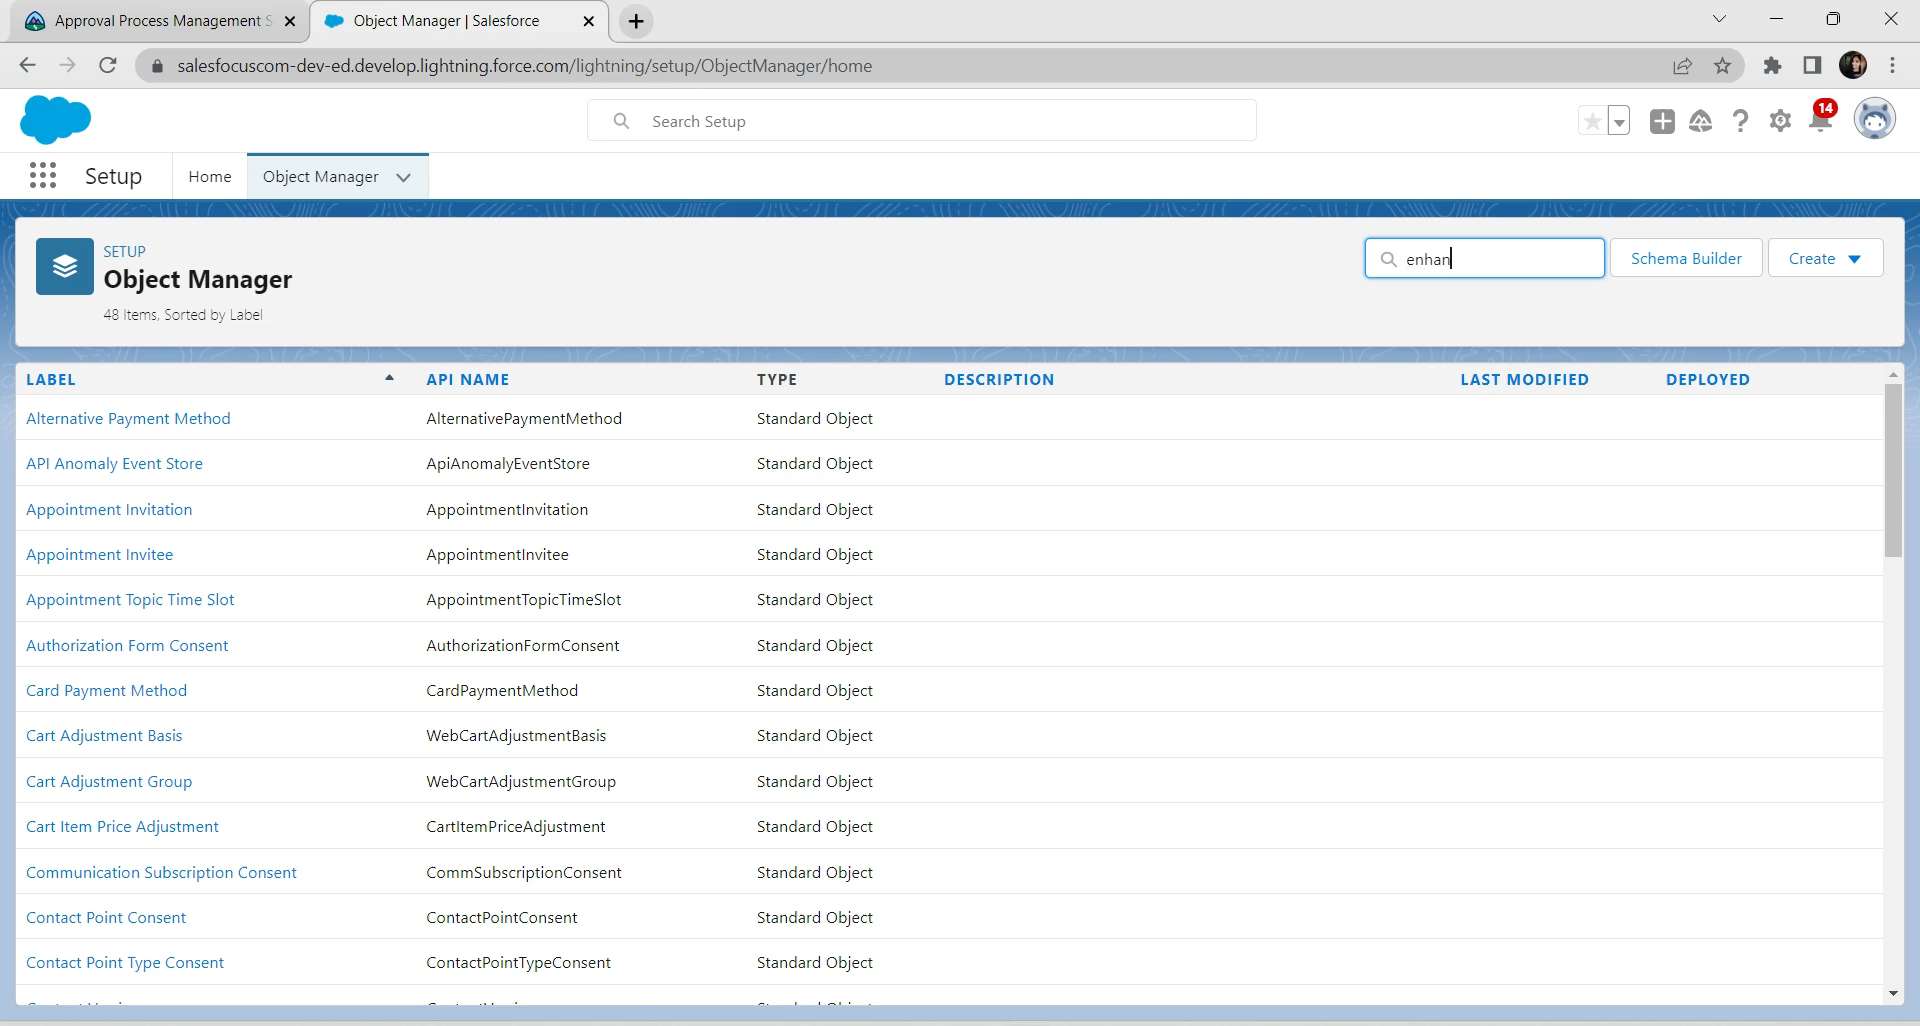 Approval Process Management S
Object Manager | Salesforce
salesfocuscom-dev-ed.develop.lightning.force.com/lightning/setup/ObjectManager/home
Search Setup
14
Setup
Home
Object Manager
SETUP
Object Manager
48 Items, Sorted by Label
enhan
Schema Builder
Create
LABEL API NAME TYPE DESCRIPTION LAST MODIFIED DEPLOYED
Alternative Payment Method AlternativePaymentMethod Standard Object
API Anomaly Event Store ApiAnomalyEventStore Standard Object
Appointment Invitation AppointmentInvitation Standard Object
Appointment Invitee AppointmentInvitee Standard Object
Appointment Topic Time Slot AppointmentTopicTimeSlot Standard Object
Authorization Form Consent AuthorizationFormConsent Standard Object
Card Payment Method CardPaymentMethod Standard Object
Cart Adjustment Basis WebCartAdjustmentBasis Standard Object
Cart Adjustment Group WebCartAdjustmentGroup Standard Object
Cart Item Price Adjustment CartItemPriceAdjustment Standard Object
Communication Subscription Consent CommSubscriptionConsent Standard Object
Contact Point Consent ContactPointConsent Standard Object
Contact Point Type Consent ContactPointTypeConsent Standard Object